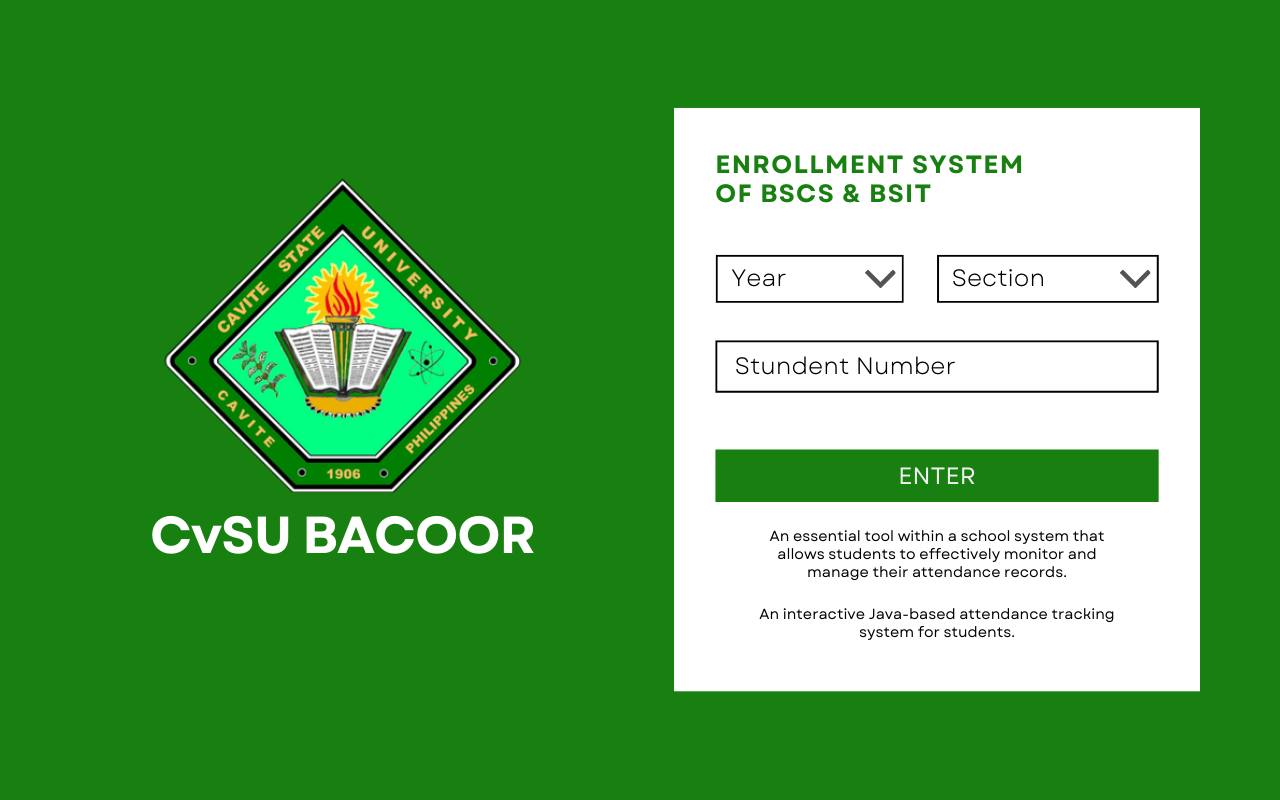 CAVITE STATE UNIVERSITY
CAVITE
PHILIPPINES
1906
CvSU BACOOR
ENROLLMENT SYSTEM
OF BSCS & BSIT
Year
Section
Stundent Number
ENTER
An essential tool within a school system that
allows students to effectively monitor and
manage their attendance records.
An interactive Java-based attendance tracking
system for students.